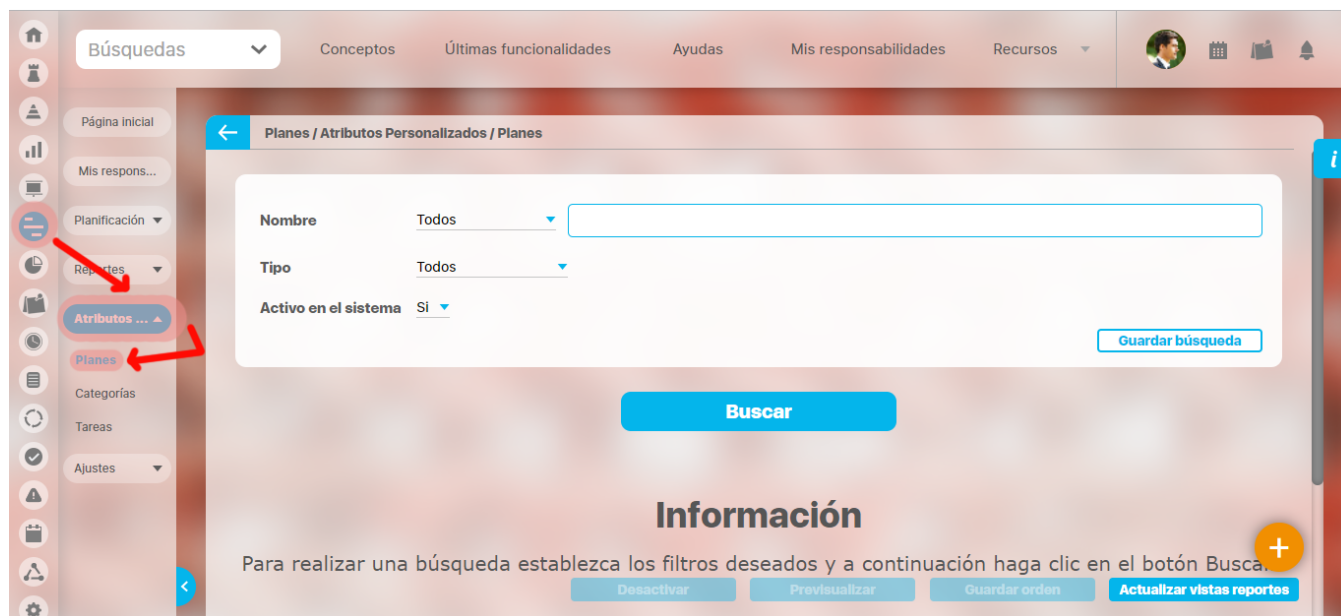 Búsquedas
Conceptos
Últimas funcionalidades
Ayudas
Mis responsabilidades
Recursos
Página inicial
Mis respons...
Planificación
Reportes
Atributos ...
Planes
Categorías
Tareas
Ajustes
Planes / Atributos Personalizados / Planes
i
Nombre Todos
Tipo Todos
Activo en el sistema Si
Guardar búsqueda
Buscar
Información
Para realizar una búsqueda establezca los filtros deseados y a continuación haga clic en el botón Busca
Desactivar
Previsualizar
Guardar orden
Actualizar vistas reportes